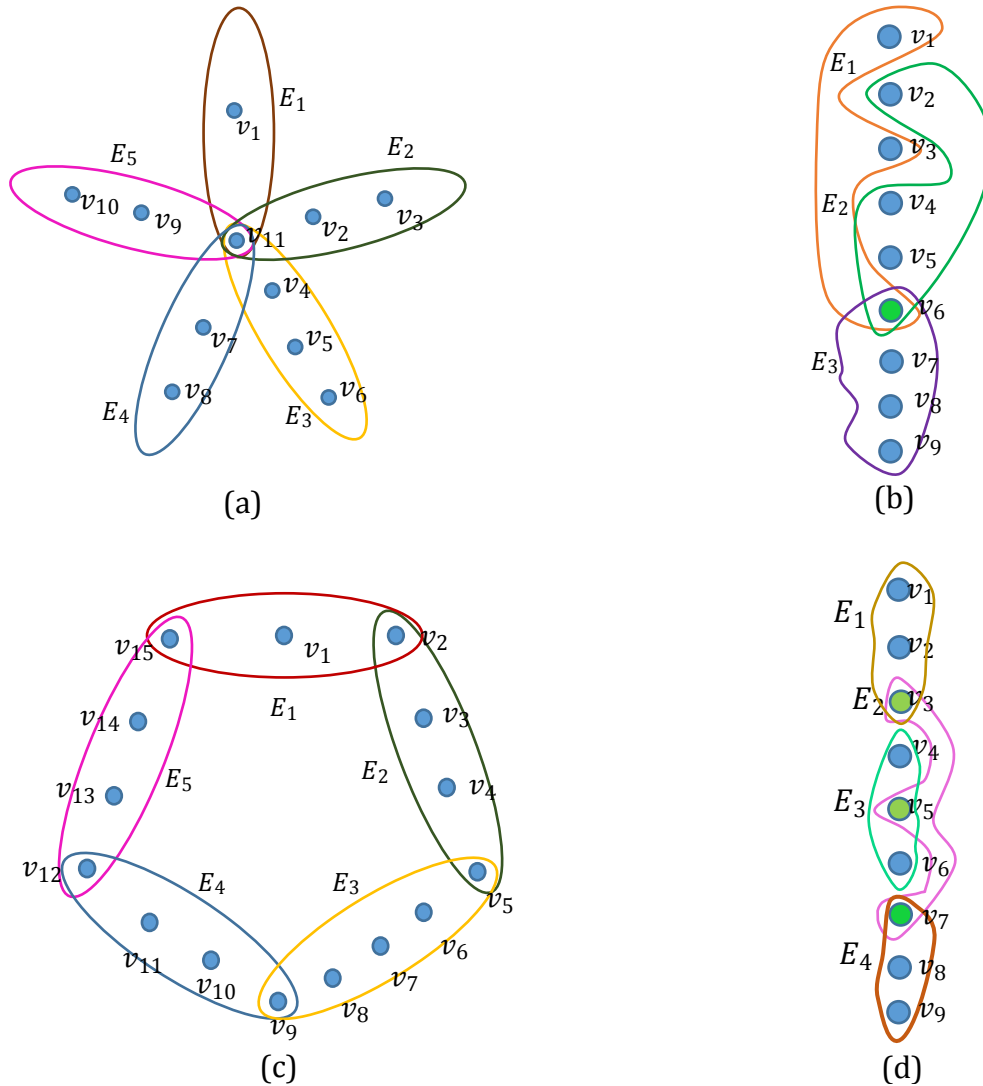 E₁
v₁
E₅
E₂
v₁₀
v₉
v₁₁
v₂
v₃
v₄
v₇
v₅
v₈
v₆
E₄
E₃
(a)
v₁
E₁
v₂
v₃
E₂
v₄
v₅
v₆
E₃
v₇
v₈
v₉
(b)
v₁₅
v₁
v₂
E₁
v₁₄
v₃
E₂
E₅
v₁₃
v₄
v₁₂
E₄
E₃
v₅
v₁₁
v₆
v₁₀
v₇
v₈
v₉
(c)
v₁
E₁
v₂
E₂
v₃
v₄
E₃
v₅
v₆
v₇
E₄
v₈
v₉
(d)